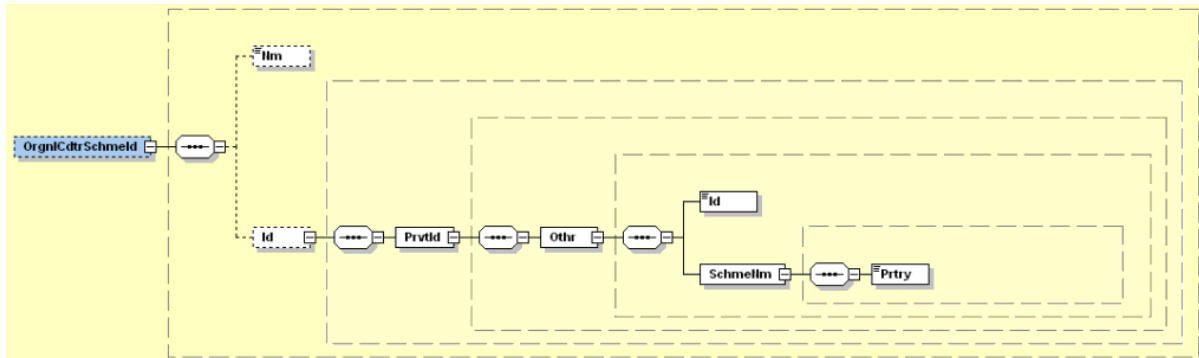 Nm
OrgnlCdtrSchmeId
Id
PrvtId
Othr
Id
SchmeNm
Prtry